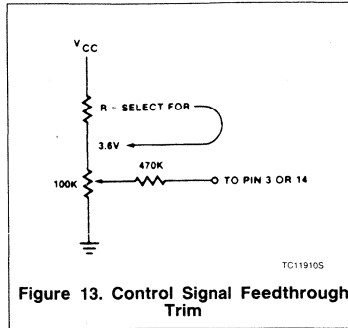 VCC
R - SELECT FOR
3.6V
470K
100K
TO PIN 3 OR 14
TC11910S
Figure 13. Control Signal Feedthrough
Trim